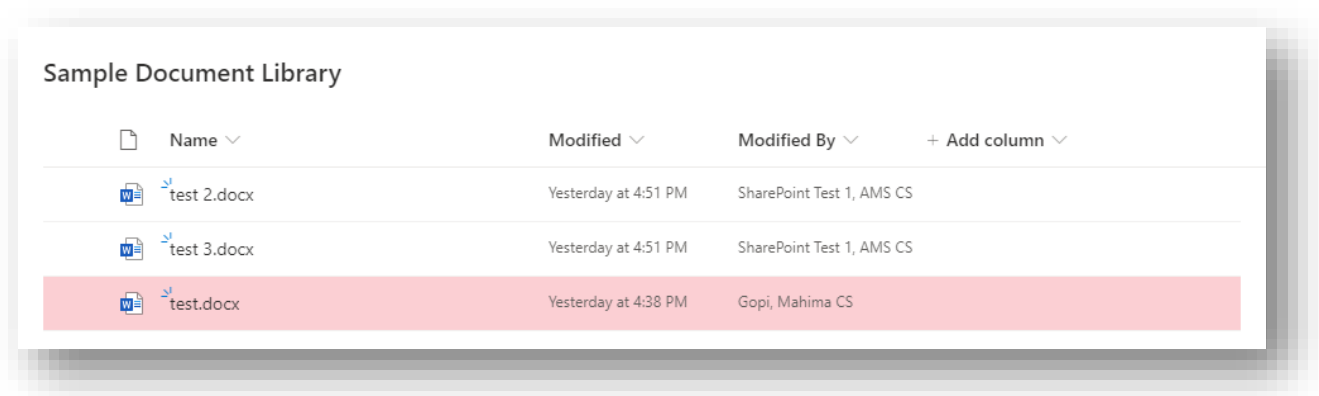 Sample Document Library
Name Modified Modified By + Add column
W test 2.docx Yesterday at 4:51 PM SharePoint Test 1, AMS CS
W test 3.docx Yesterday at 4:51 PM SharePoint Test 1, AMS CS
W test.docx Yesterday at 4:38 PM Gopi, Mahima CS